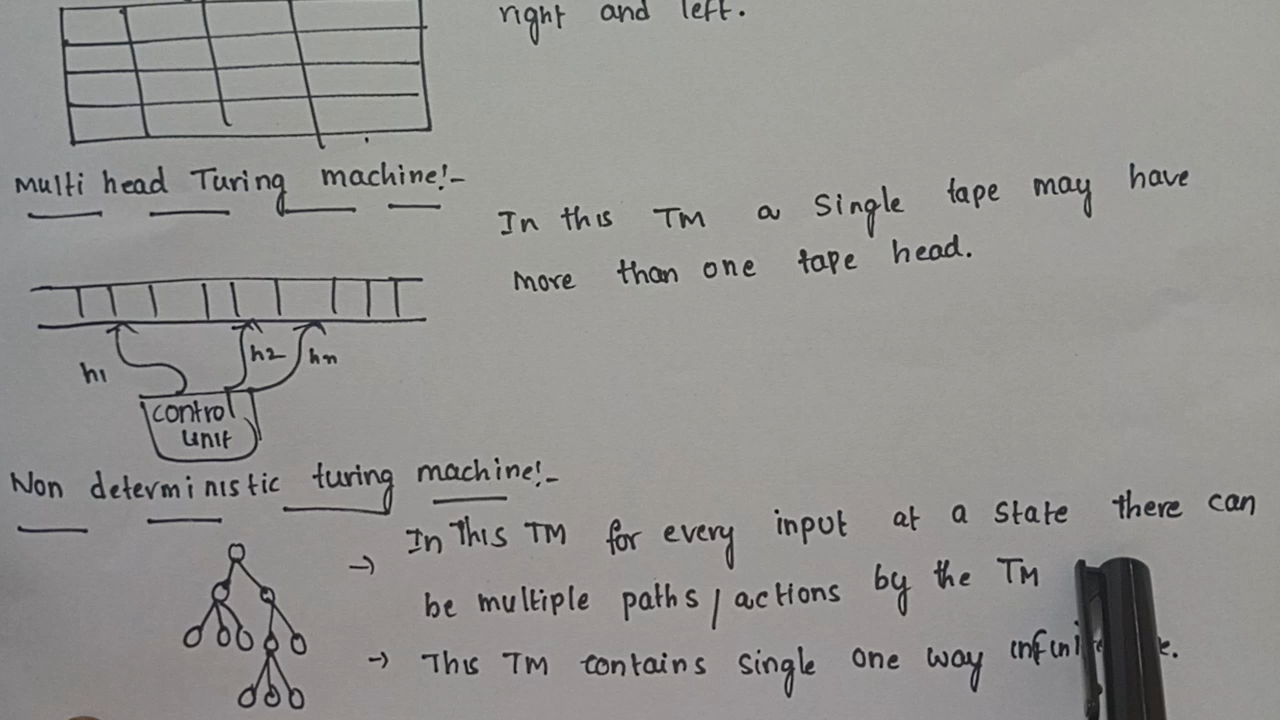 right and left.
Multi head Turing machine!-
In this TM a single tape may have
more than one tape head.
h1
h2
hn
control
unit
Non deterministic turing machine!-
→ In This TM for every input at a state there can
be multiple paths / actions by the TM
→ This TM contains single one way